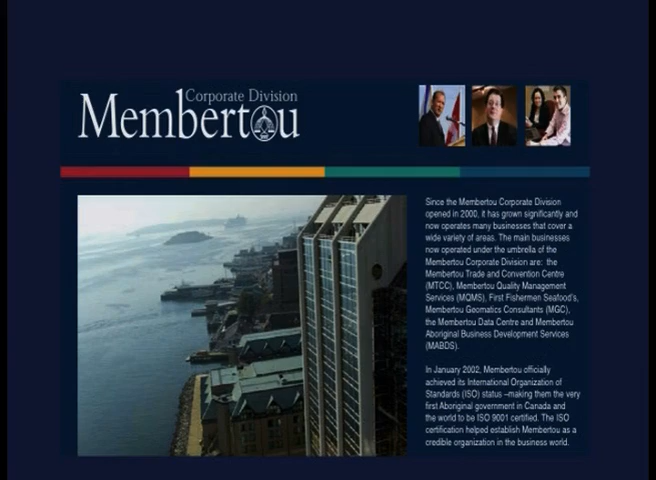 Corporate Division
Membertou
Since the Membertou Corporate Division
opened in 2000, it has grown significantly and
now operates many businesses that cover a
wide variety of areas. The main businesses
now operated under the umbrella of the
Membertou Corporate Division are: the
Membertou Trade and Convention Centre
(MTCC), Membertou Quality Management
Services (MQMS), First Fishermen Seafood's,
Membertou Geomatics Consultants (MGC),
the Membertou Data Centre and Membertou
Aboriginal Business Development Services
(MABDS).
In January 2002, Membertou officially
achieved its International Organization of
Standards (ISO) status –making them the very
first Aboriginal government in Canada and
the world to be ISO 9001 certified. The ISO
certification helped establish Membertou as a
credible organization in the business world.